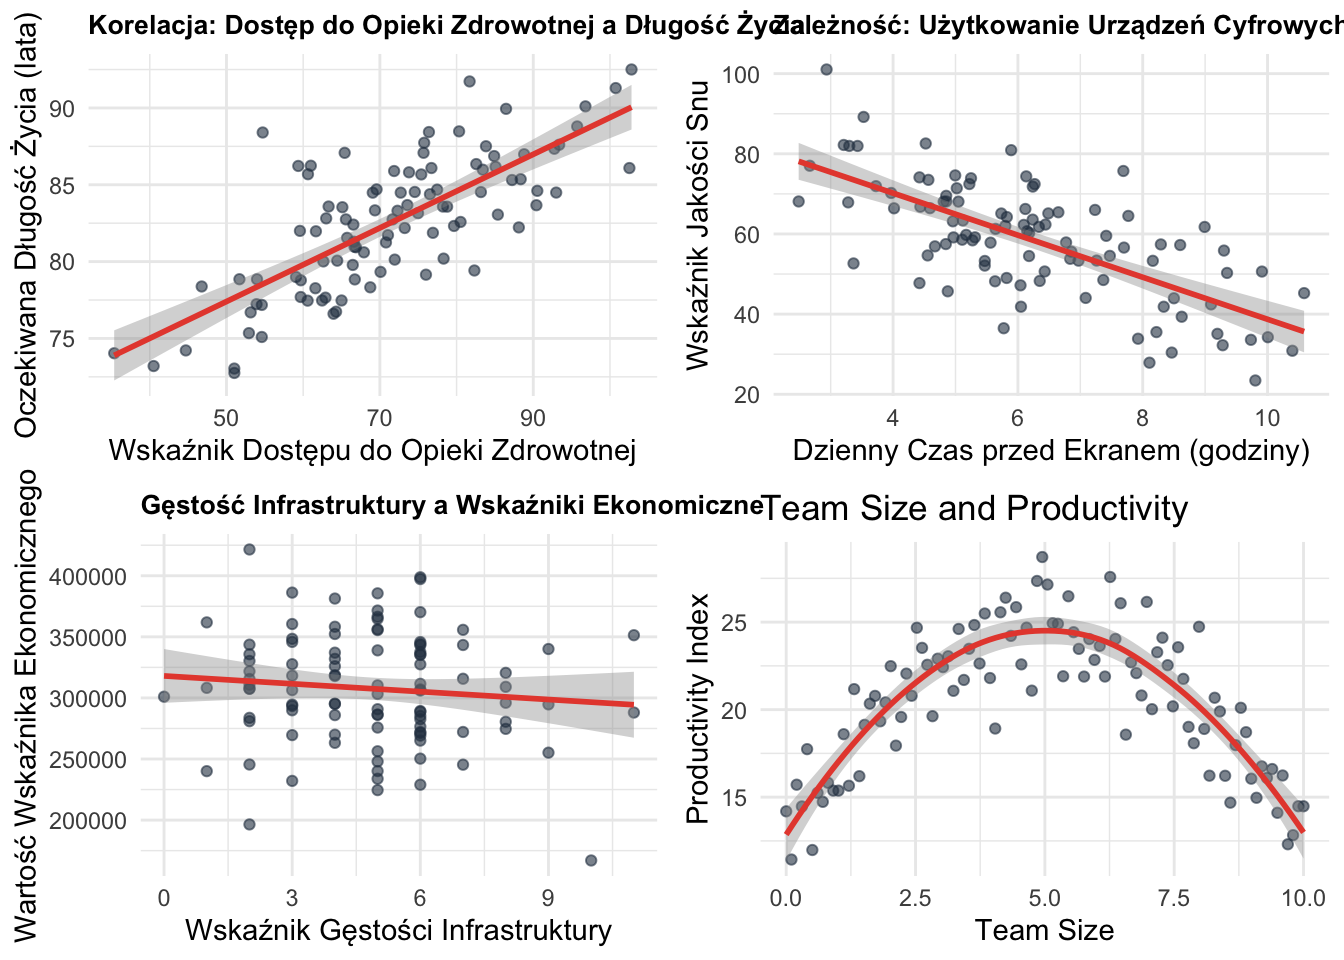 Korelacja: Dostęp do Opieki Zdrowotnej a Długość Życia
Oczekiwana Długość Życia (lata)
90
85
80
75
50 70 90
Wskaźnik Dostępu do Opieki Zdrowotnej
Zależność: Użytkowanie Urządzeń Cyfrowych
Wskaźnik Jakości Snu
100
80
60
40
20
4 6 8 10
Dzienny Czas przed Ekranem (godziny)
Gęstość Infrastruktury a Wskaźniki Ekonomiczne
Wartość Wskaźnika Ekonomicznego
400000
350000
300000
250000
200000
0 3 6 9
Wskaźnik Gęstości Infrastruktury
Team Size and Productivity
Productivity Index
25
20
15
0.0 2.5 5.0 7.5 10.0
Team Size